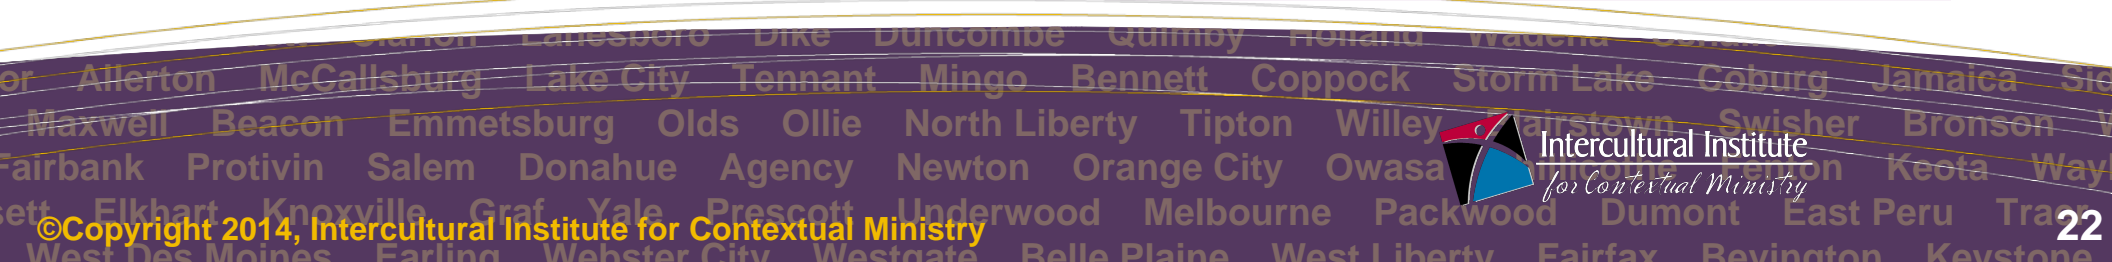 Clarion Lanesboro Dike Duncombe Quimby Holland Wadena
Allerton McCallsburg Lake City Tennant Mingo Bennett Coppock Storm Lake Coburg Jamaica
Maxwell Beacon Emmetsburg Olds Ollie North Liberty Tipton Willey Swisher Bronson
Intercultural Institute
Fairbank Protivin Salem Donahue Agency Newton Orange City Owasa Fenton Keota
for Contextual Ministry
Elkhart Knoxville Graf Yale Prescott Underwood Melbourne Packwood Dumont East Peru
©Copyright 2014, Intercultural Institute for Contextual Ministry
22
West Des Moines Earling Webster City Westgate Belle Plaine West Liberty Fairfax Bevington Keystone